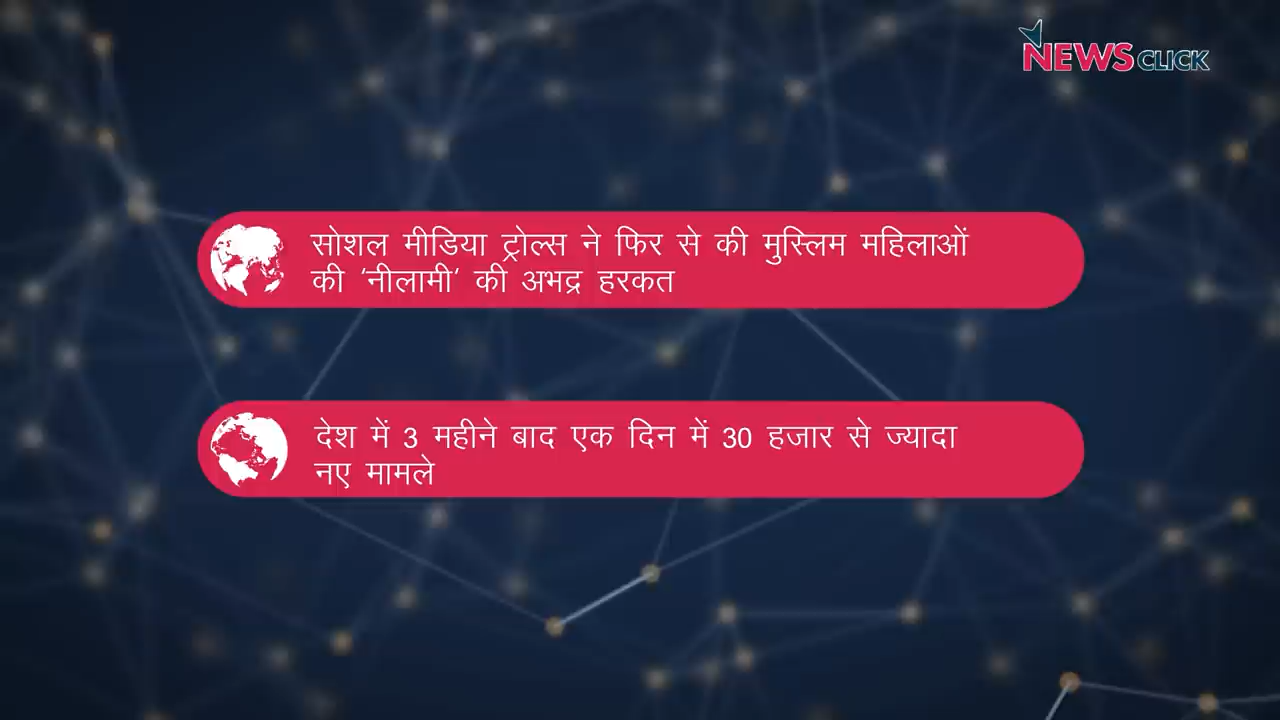 NEWSCLICK
सोशल मीडिया ट्रोल्स ने फिर से की मुस्लिम महिलाओं
की 'नीलामी' की अभद्र हरकत
देश में 3 महीने बाद एक दिन में 30 हजार से ज्यादा
नए मामले